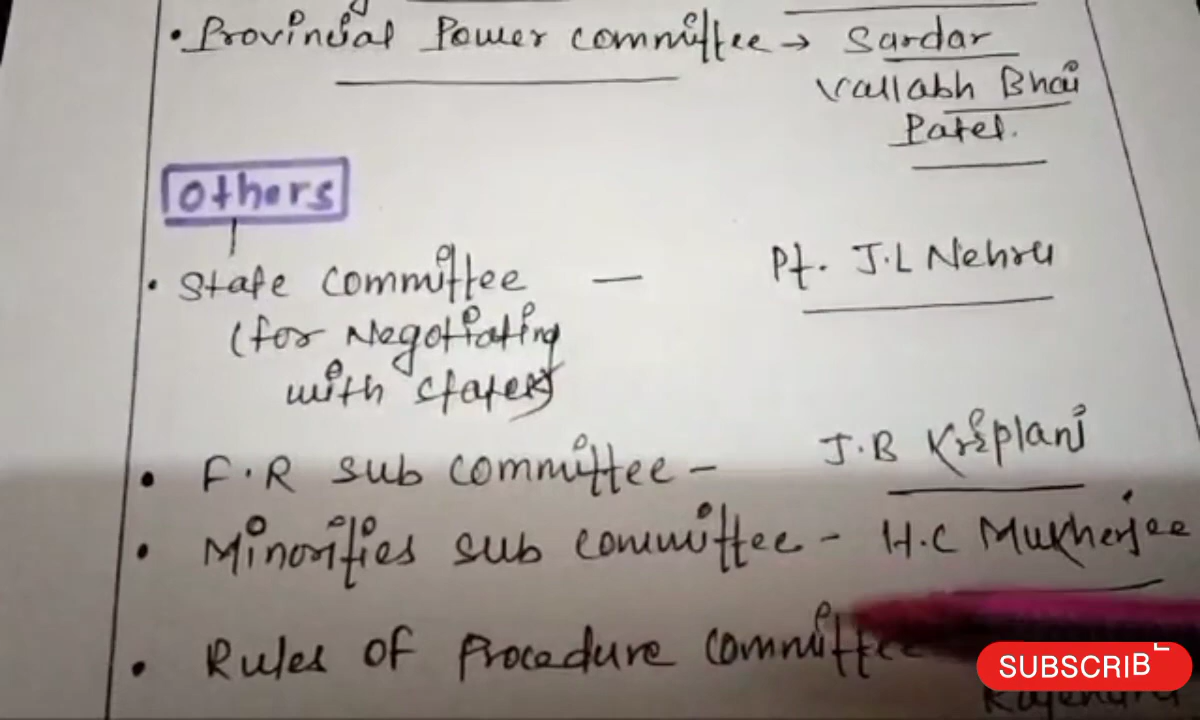 • Provincial Power committee → Sardar
Vallabh Bhai
Patel.
Others
• State committee — Pt. J.L Nehru
(for Negotiating
with states)
• F.R sub committee - J.B Kriplani
• Minorities sub committee - H.C Mukherjee
• Rules of Procedure committee
SUBSCRIBE